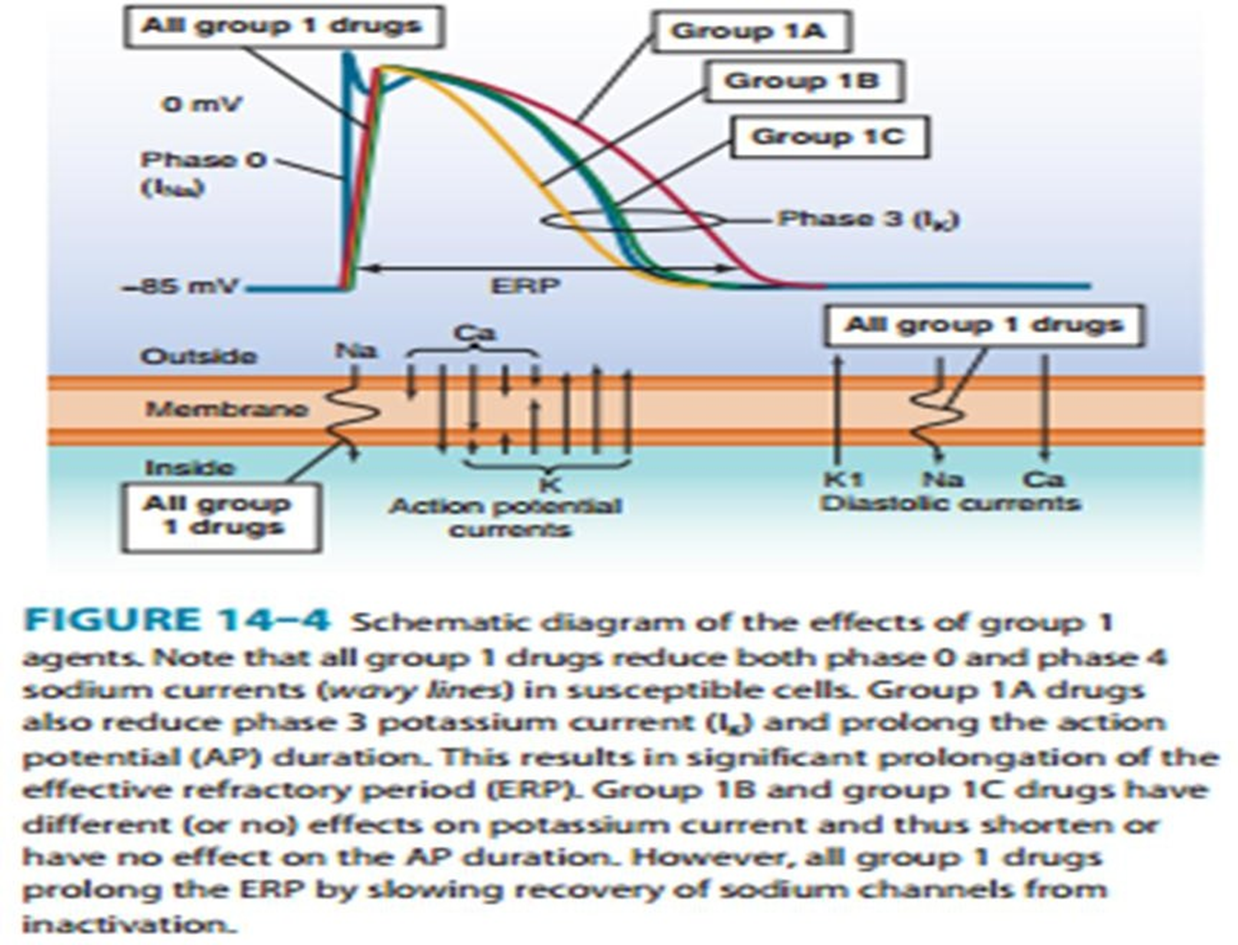 All group 1 drugs
Group 1A
Group 1B
0 mV
Group 1C
Phase 0
(INa)
Phase 3 (IK)
–85 mV
ERP
All group 1 drugs
Ca
Outside
Na
Membrane
Inside
K
K1
Na
Ca
All group
1 drugs
Action potential
currents
Diastolic currents
FIGURE 14–4 Schematic diagram of the effects of group 1
agents. Note that all group 1 drugs reduce both phase 0 and phase 4
sodium currents (wavy lines) in susceptible cells. Group 1A drugs
also reduce phase 3 potassium current (IK) and prolong the action
potential (AP) duration. This results in significant prolongation of the
effective refractory period (ERP). Group 1B and group 1C drugs have
different (or no) effects on potassium current and thus shorten or
have no effect on the AP duration. However, all group 1 drugs
prolong the ERP by slowing recovery of sodium channels from
inactivation.